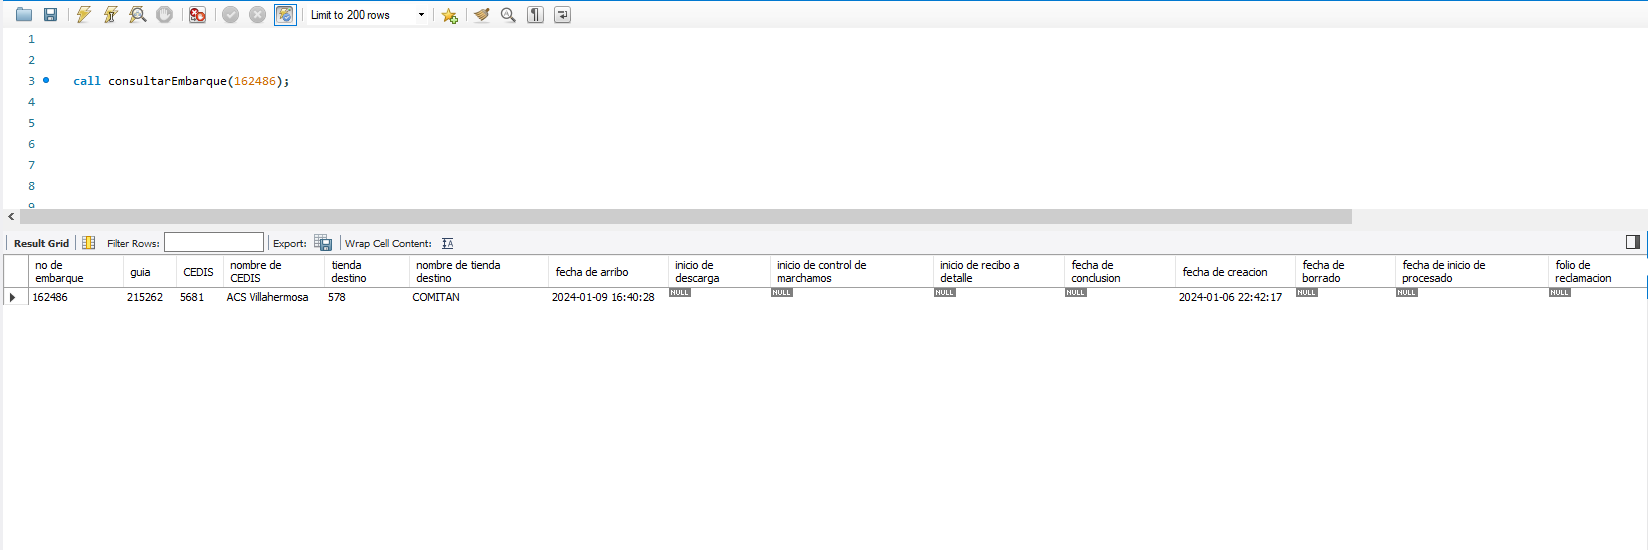 Limit to 200 rows
1
2
3 call consultarEmbarque(162486);
4
5
6
7
8
9
Result Grid Filter Rows: Export: Wrap Cell Content:
no de embarque guia CEDIS nombre de CEDIS tienda destino nombre de tienda destino fecha de arribo inicio de descarga inicio de control de marchamos inicio de recibo a detalle fecha de conclusion fecha de creacion fecha de borrado fecha de inicio de procesado folio de reclamacion
162486 215262 5681 ACS Villahermosa 578 COMITAN 2024-01-09 16:40:28 NULL NULL NULL NULL 2024-01-06 22:42:17 NULL NULL NULL